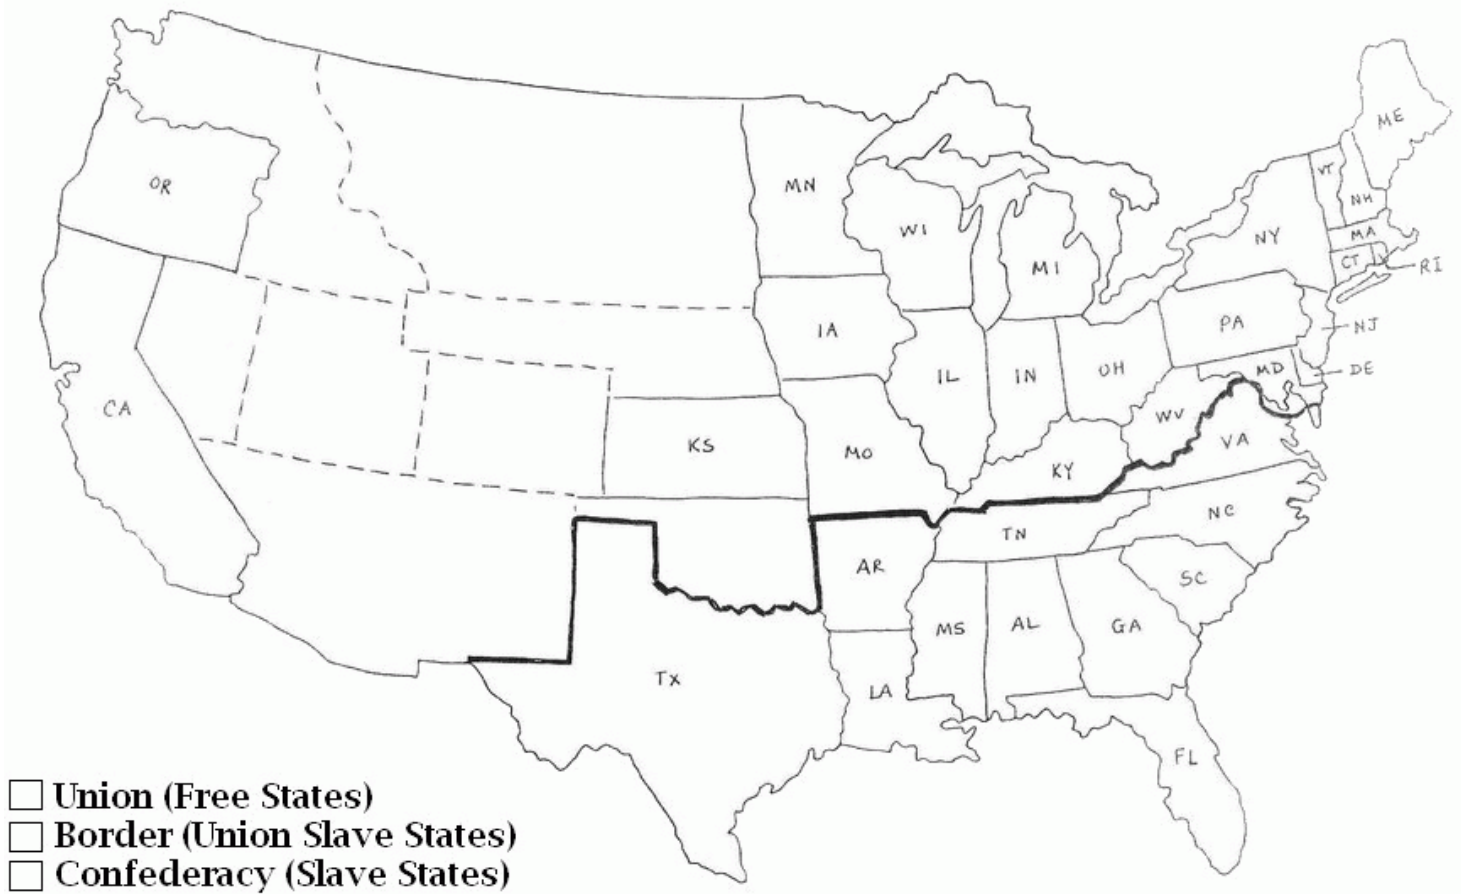 ME
OR
MN
VT
NH
WI
NY
MA
MI
CT
RI
IA
PA
NJ
IL
IN
OH
MD
DE
CA
WV
KS
MO
KY
VA
NC
TN
AR
SC
MS
AL
GA
TX
LA
FL
Union (Free States)
Border (Union Slave States)
Confederacy (Slave States)